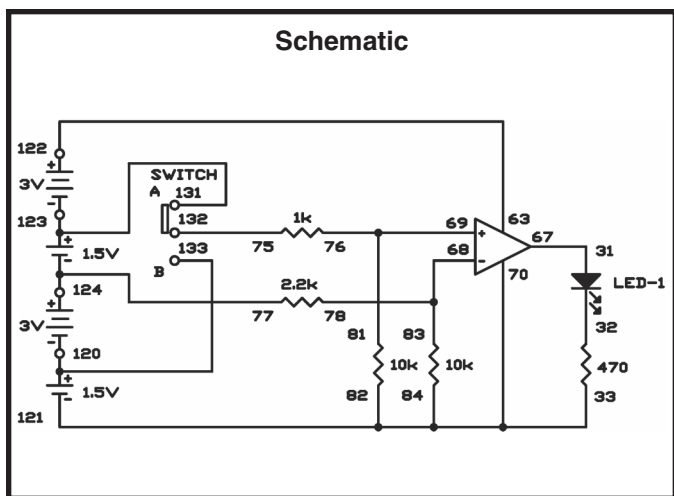 Schematic
122
+
3V
-
123
+
1.5V
-
124
+
3V
-
120
+
1.5V
-
121
SWITCH
A 131
132
133
B
1k
75 76
2.2k
77 78
81 83
10k 10k
82 84
69 63
+
68 67
-
70
31
LED-1
32
470
33